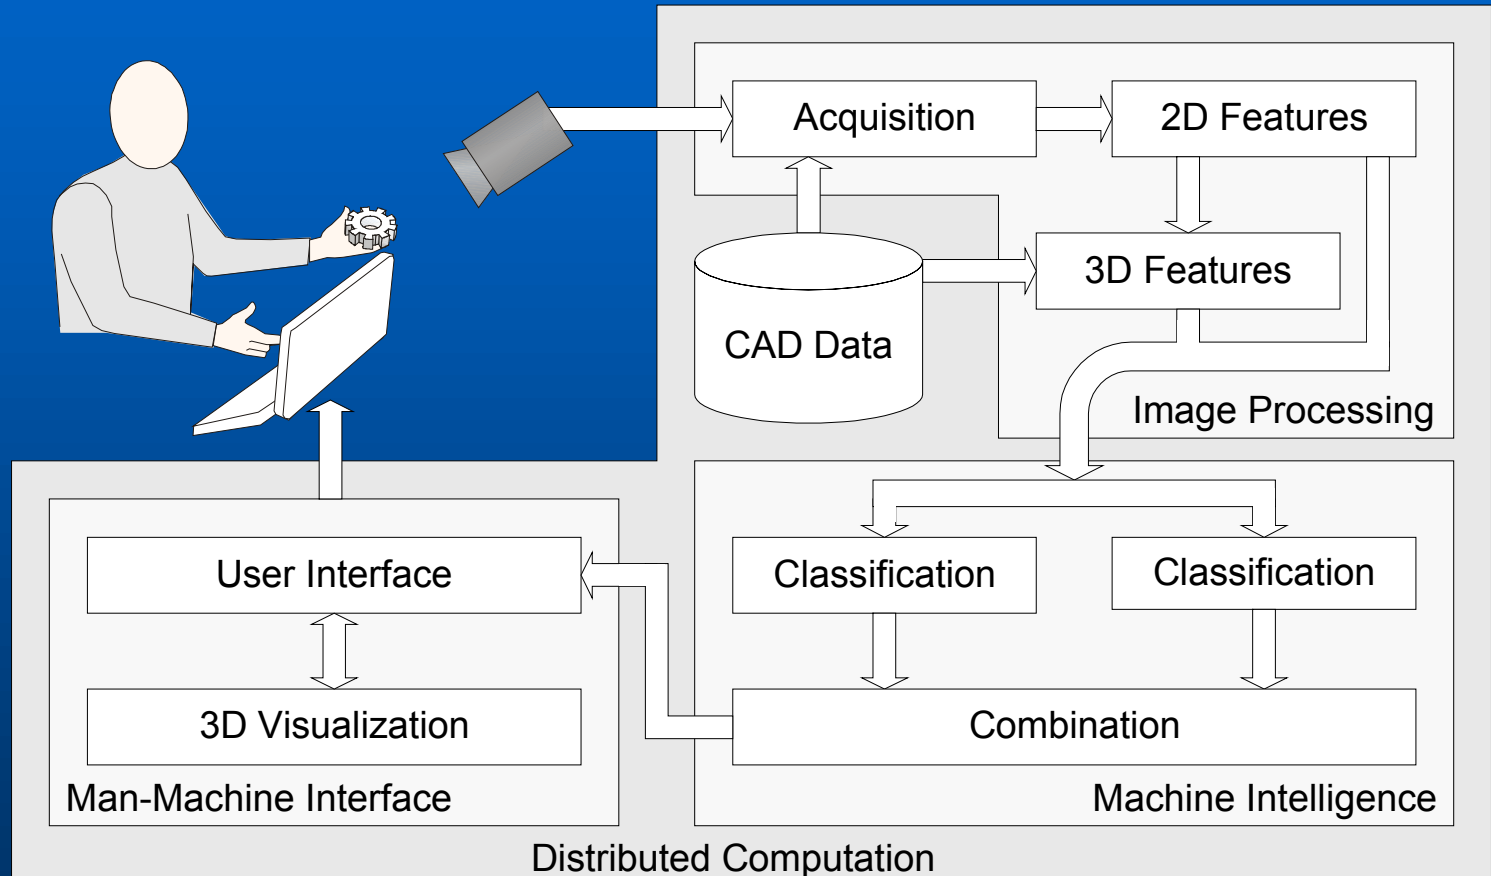 Acquisition
2D Features
3D Features
CAD Data
Image Processing
User Interface
Classification
Classification
3D Visualization
Combination
Man-Machine Interface
Machine Intelligence
Distributed Computation